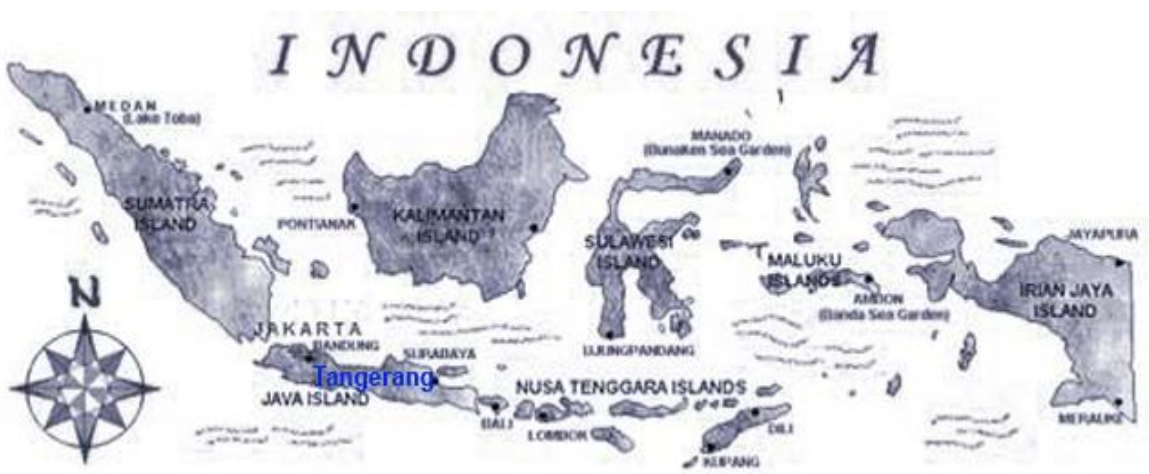 INDONESIA
MEDAN
(Lake Toba)
MANADO
(Bunaken Sea Garden)
SUMATRA
ISLAND
PONTIANAK
KALIMANTAN
ISLAND
SULAWESI
ISLAND
MALUKU
ISLANDS
AMBON
(Banda Sea Garden)
JAYAPURA
IRIAN JAYA
ISLAND
N
JAKARTA
BANDUNG
SURABAYA
UJUNGPANDANG
Tangerang
JAVA ISLAND
NUSA TENGGARA ISLANDS
BALI
LOMBOK
DILI
KUPANG
MERAUKE